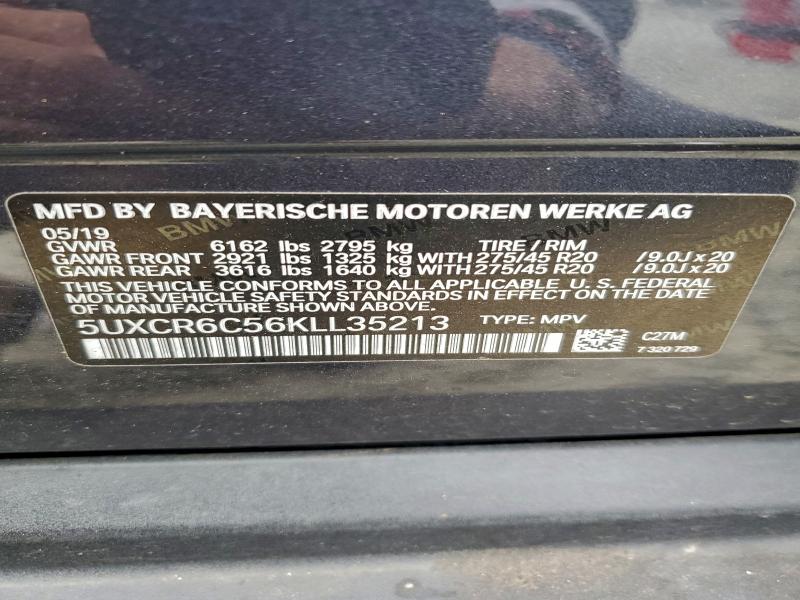 MFD BY BAYERISCHE MOTOREN WERKE AG
05/19
GVWR 6162 lbs 2795 kg TIRE / RIM
GAWR FRONT 2921 lbs 1325 kg WITH 275/45 R20 /9.0J x 20
GAWR REAR 3616 lbs 1640 kg WITH 275/45 R20 /9.0J x 20
THIS VEHICLE CONFORMS TO ALL APPLICABLE U. S. FEDERAL
MOTOR VEHICLE SAFETY STANDARDS IN EFFECT ON THE DATE
OF MANUFACTURE SHOWN ABOVE.
5UXCR6C56KLL35213 TYPE: MPV
C27M
7 320 729